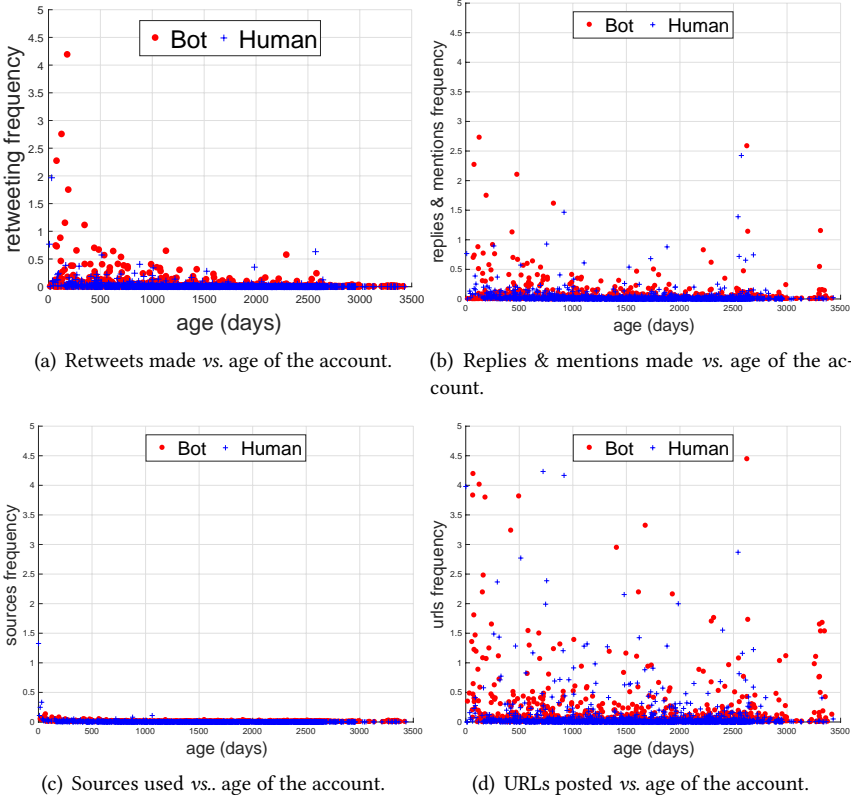 5
4.5
4
3.5
3
2.5
2
1.5
1
0.5
0
retweeting frequency
Bot Human
0 500 1000 1500 2000 2500 3000 3500
age (days)
(a) Retweets made vs. age of the account.
5
4.5
4
3.5
3
2.5
2
1.5
1
0.5
0
replies & mentions frequency
Bot Human
0 500 1000 1500 2000 2500 3000 3500
age (days)
(b) Replies & mentions made vs. age of the ac-
count.
5
4.5
4
3.5
3
2.5
2
1.5
1
0.5
0
sources frequency
Bot Human
0 500 1000 1500 2000 2500 3000 3500
age (days)
(c) Sources used vs.. age of the account.
5
4.5
4
3.5
3
2.5
2
1.5
1
0.5
0
urls frequency
Bot Human
0 500 1000 1500 2000 2500 3000 3500
age (days)
(d) URLs posted vs. age of the account.